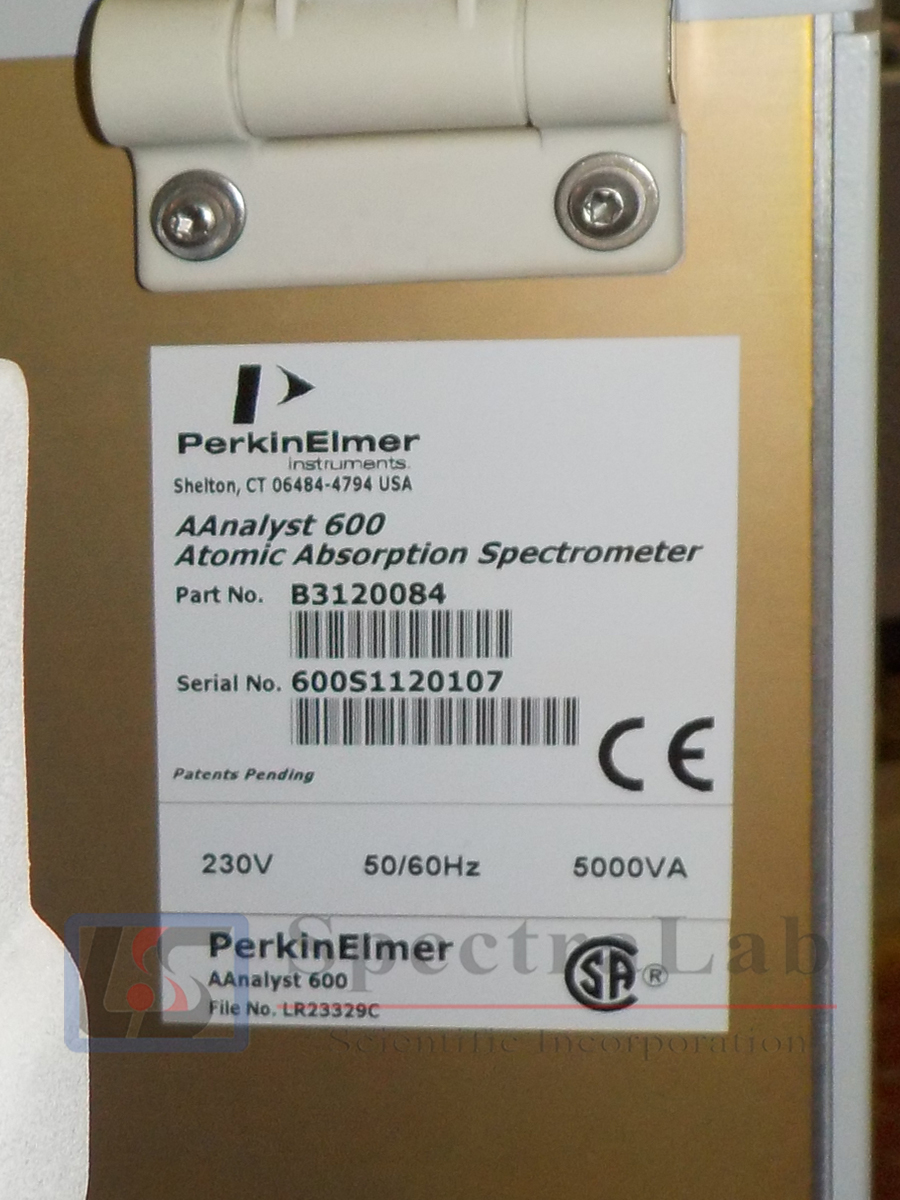 PerkinElmer
instruments.
Shelton, CT 06484-4794 USA
AAnalyst 600
Atomic Absorption Spectrometer
Part No. B3120084
Serial No. 600S1120107
CE
Patents Pending
230V 50/60Hz 5000VA
PerkinElmer
AAnalyst 600
File No. LR23329C
SA ®
SpectraLab
Scientific Incorporation